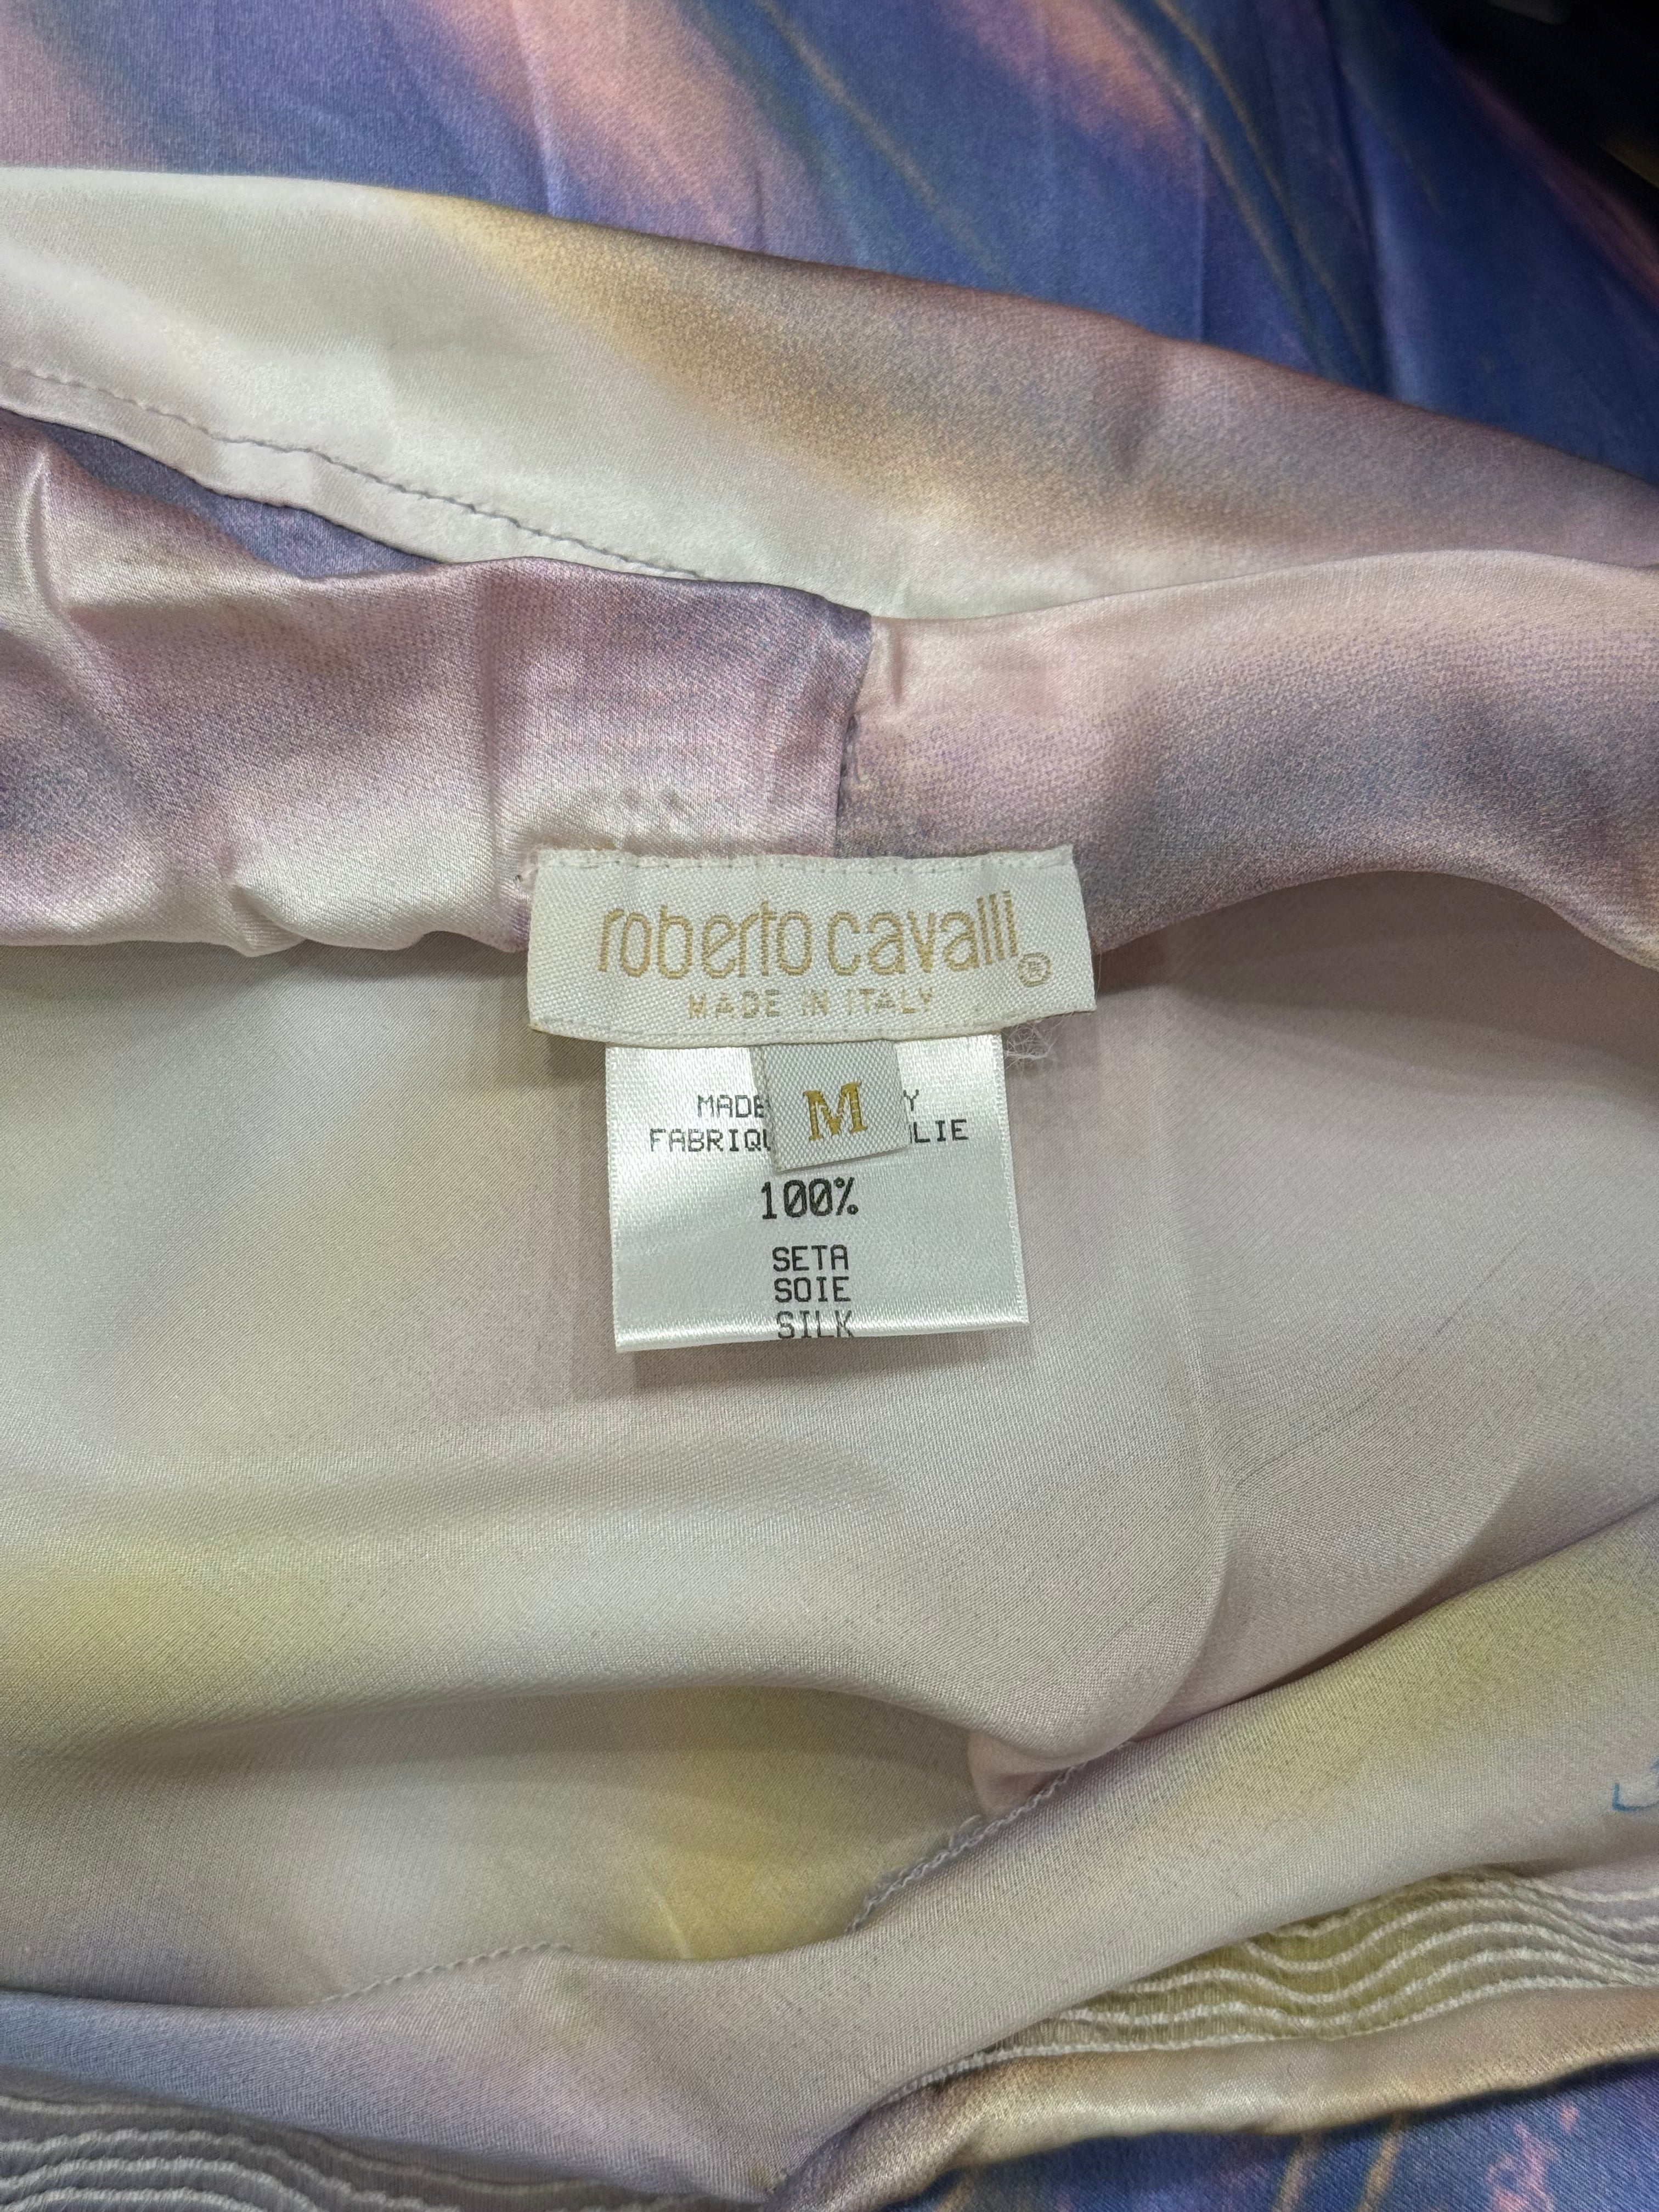 roberto cavalli ®
MADE IN ITALY
M
100%
SETA
SOIE
SILK